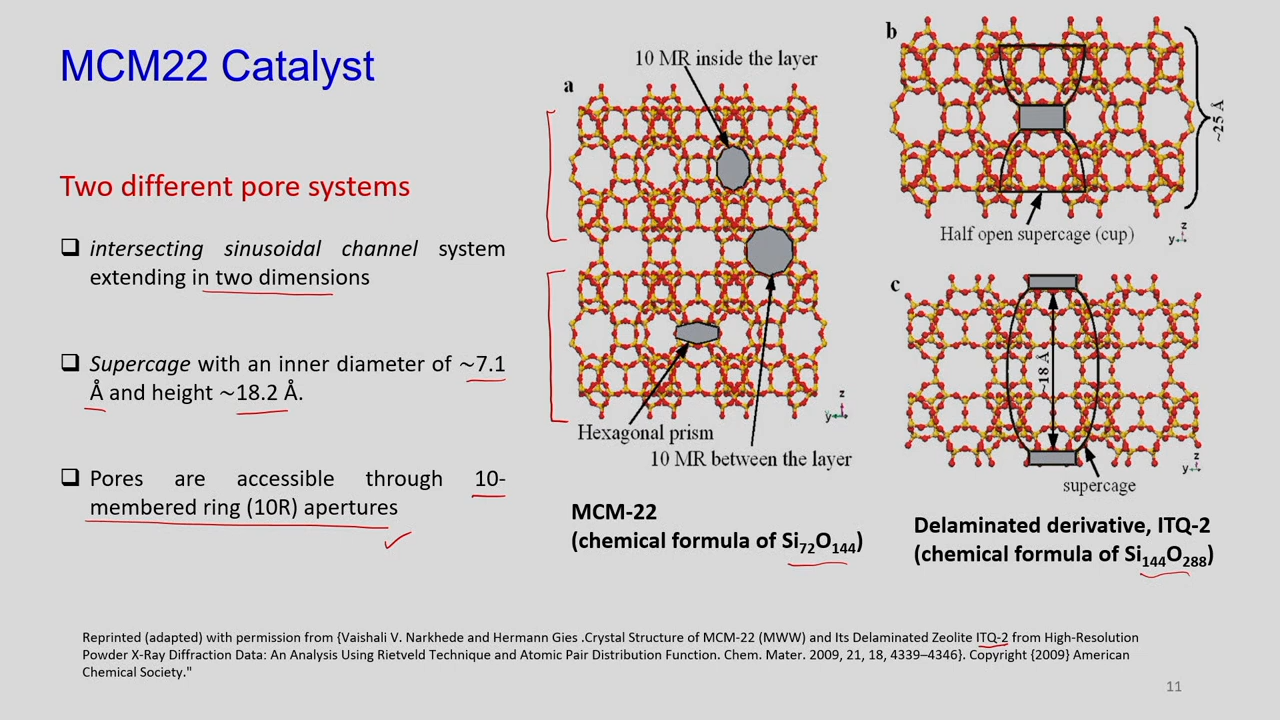 MCM22 Catalyst
Two different pore systems
❑ intersecting sinusoidal channel system
extending in two dimensions
❑ Supercage with an inner diameter of ~7.1
Å and height ~18.2 Å.
❑ Pores are accessible through 10-
membered ring (10R) apertures
a
10 MR inside the layer
Hexagonal prism
10 MR between the layer
z
y
MCM-22
(chemical formula of Si72O144)
b
~25 Å
Half open supercage (cup)
z
y
c
~18 Å
supercage
z
y
Delaminated derivative, ITQ-2
(chemical formula of Si144O288)
Reprinted (adapted) with permission from {Vaishali V. Narkhede and Hermann Gies .Crystal Structure of MCM-22 (MWW) and Its Delaminated Zeolite ITQ-2 from High-Resolution
Powder X-Ray Diffraction Data: An Analysis Using Rietveld Technique and Atomic Pair Distribution Function. Chem. Mater. 2009, 21, 18, 4339–4346}. Copyright {2009} American
Chemical Society."
11